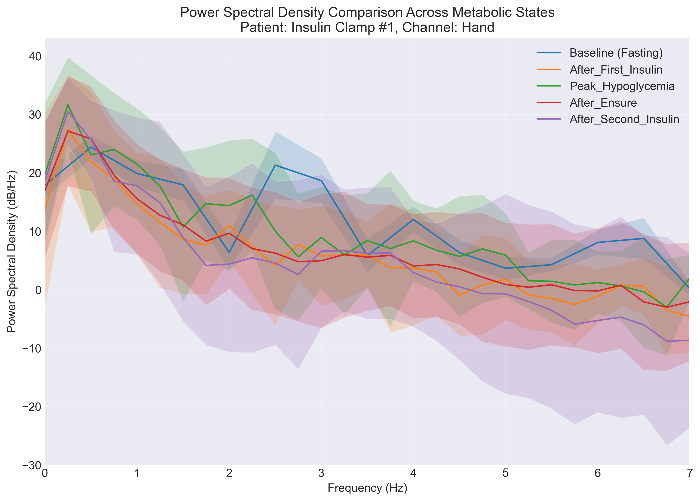 Power Spectral Density Comparison Across Metabolic States
Patient: Insulin Clamp #1, Channel: Hand
Baseline (Fasting)
After_First_Insulin
Peak_Hypoglycemia
After_Ensure
After_Second_Insulin
Power Spectral Density (dB/Hz)
40
30
20
10
0
−10
−20
−30
0 1 2 3 4 5 6 7
Frequency (Hz)